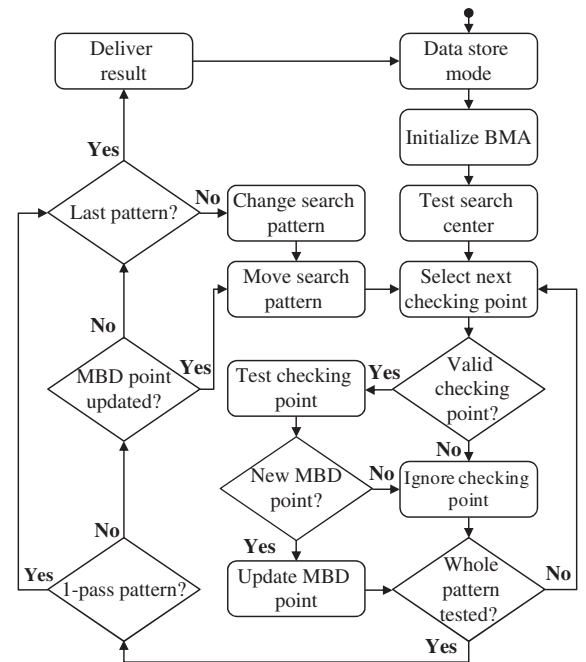 Deliver
result
Data store
mode
Initialize BMA
Yes
Last pattern?
No
Change search
pattern
Test search
center
Move search
pattern
Select next
checking point
No
MBD point
updated?
Yes
Test checking
point
Yes
Valid
checking
point?
No
New MBD
point?
No
Ignore checking
point
No
Yes
Yes
1-pass pattern?
Update MBD
point
Whole
pattern
tested?
No
Yes